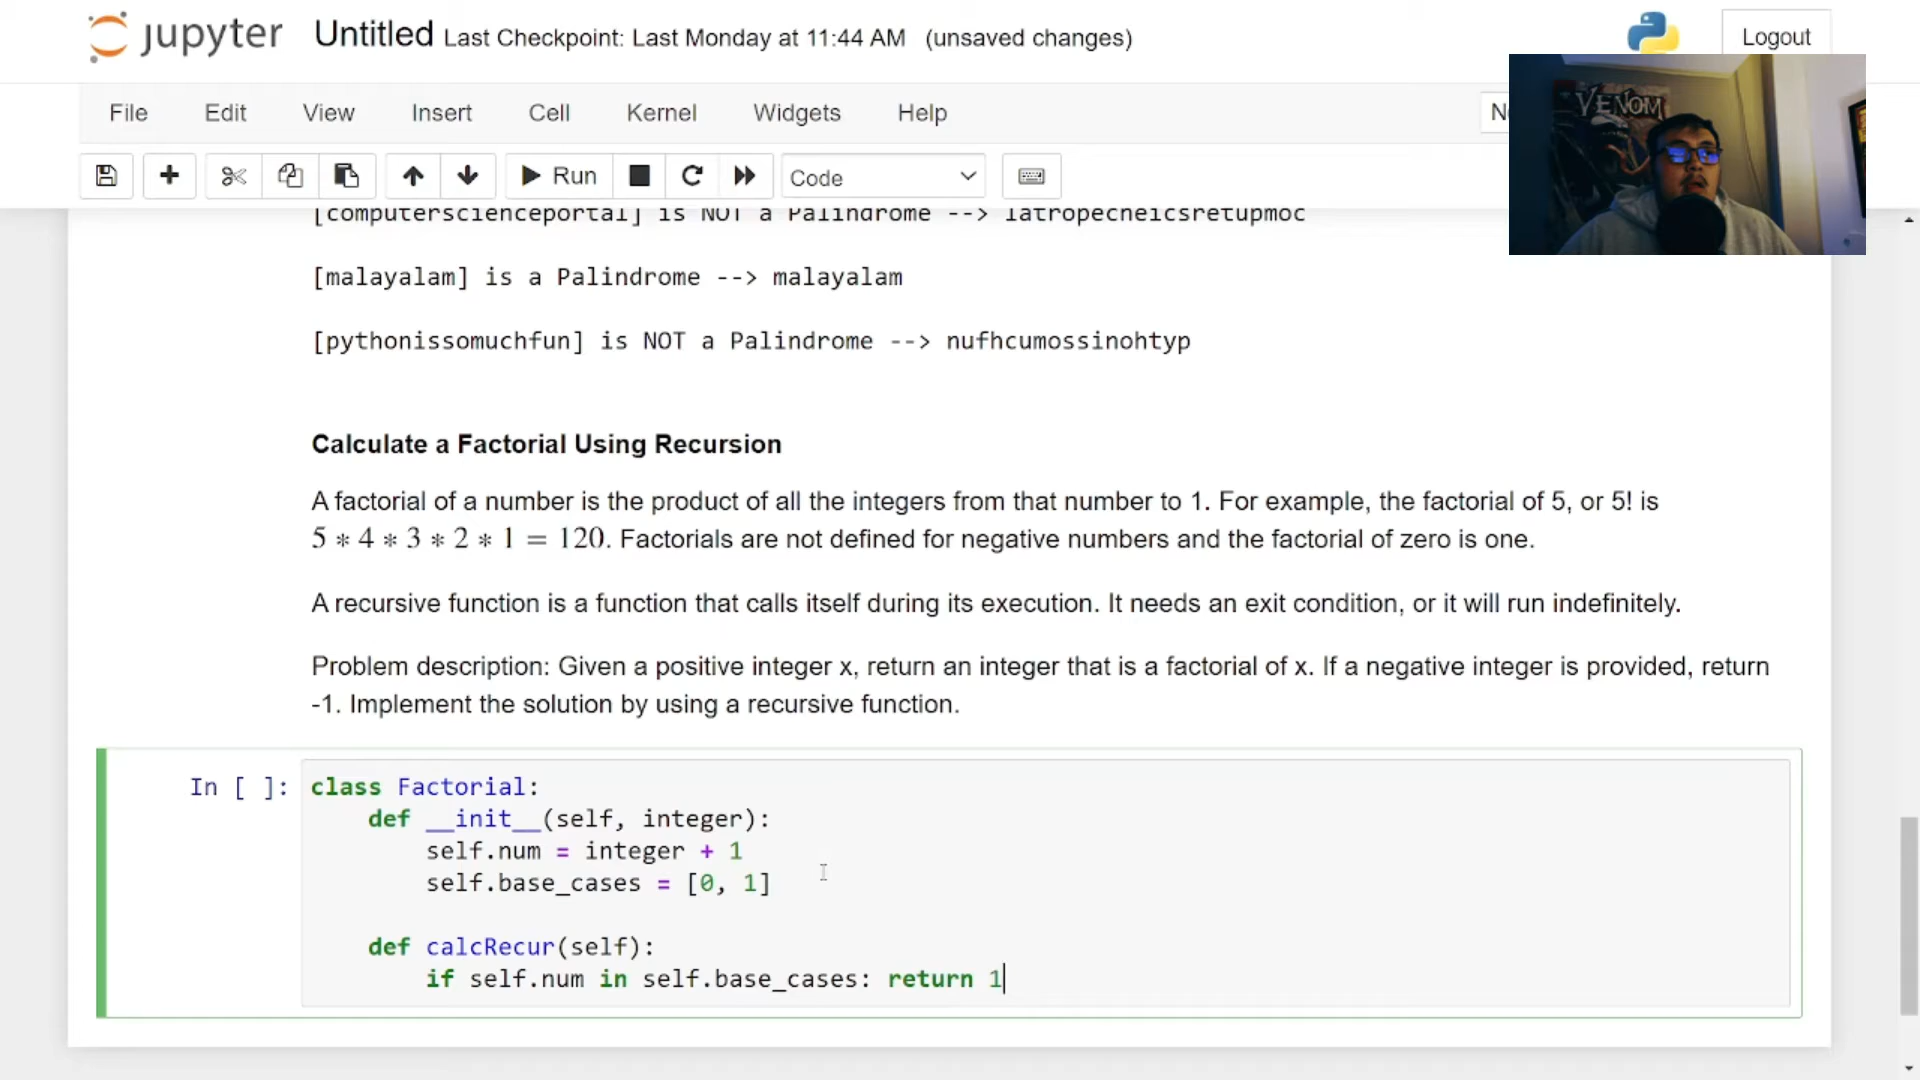 jupyter Untitled Last Checkpoint: Last Monday at 11:44 AM (unsaved changes)
Logout
File Edit View Insert Cell Kernel Widgets Help
Run Code
VENOM
[computerscienceportal] is NOT a Palindrome --> latropecneicsretupmoc
[malayalam] is a Palindrome --> malayalam
[pythonissomuchfun] is NOT a Palindrome --> nufhcumossinohtyp
Calculate a Factorial Using Recursion
A factorial of a number is the product of all the integers from that number to 1. For example, the factorial of 5, or 5! is
5 * 4 * 3 * 2 * 1 = 120. Factorials are not defined for negative numbers and the factorial of zero is one.
A recursive function is a function that calls itself during its execution. It needs an exit condition, or it will run indefinitely.
Problem description: Given a positive integer x, return an integer that is a factorial of x. If a negative integer is provided, return
-1. Implement the solution by using a recursive function.
In [ ]: class Factorial:
def __init__(self, integer):
self.num = integer + 1
self.base_cases = [0, 1]
def calcRecur(self):
if self.num in self.base_cases: return 1